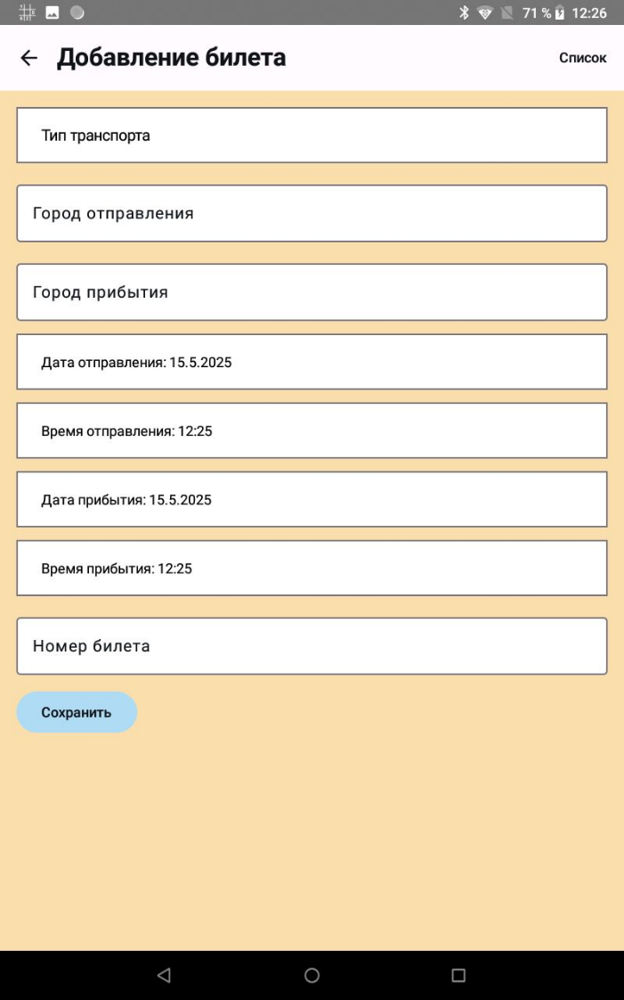 71 % 12:26
Добавление билета
Список
Тип транспорта
Город отправления
Город прибытия
Дата отправления: 15.5.2025
Время отправления: 12:25
Дата прибытия: 15.5.2025
Время прибытия: 12:25
Номер билета
Сохранить